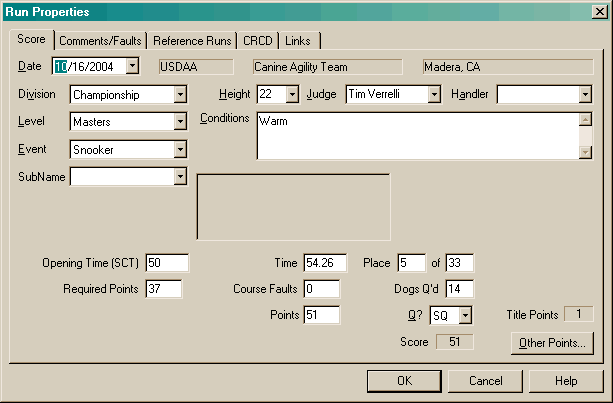 Run Properties
Score Comments/Faults Reference Runs CRCD Links
Date 10/16/2004 USDAA Canine Agility Team Madera, CA
Division Championship Height 22 Judge Tim Verrelli Handler
Level Masters Conditions Warm
Event Snooker
SubName
Opening Time (SCT) 50 Time 54.26 Place 5 of 33
Required Points 37 Course Faults 0 Dogs Q'd 14
Points 51 Q? SQ Title Points 1
Score 51 Other Points...
OK Cancel Help